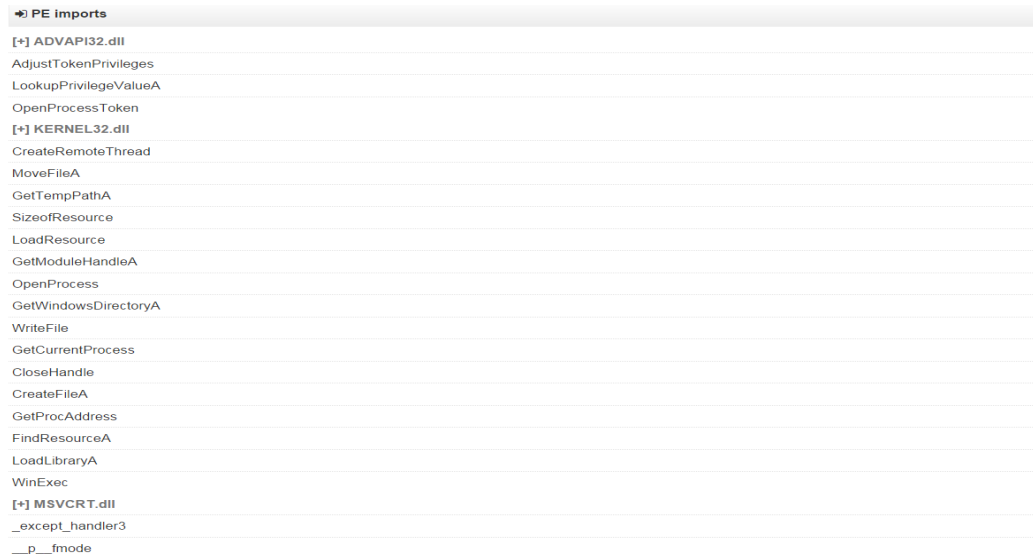 PE imports
[+] ADVAPI32.dll
AdjustTokenPrivileges
LookupPrivilegeValueA
OpenProcessToken
[+] KERNEL32.dll
CreateRemoteThread
MoveFileA
GetTempPathA
SizeofResource
LoadResource
GetModuleHandleA
OpenProcess
GetWindowsDirectoryA
WriteFile
GetCurrentProcess
CloseHandle
CreateFileA
GetProcAddress
FindResourceA
LoadLibraryA
WinExec
[+] MSVCRT.dll
_except_handler3
__p__fmode